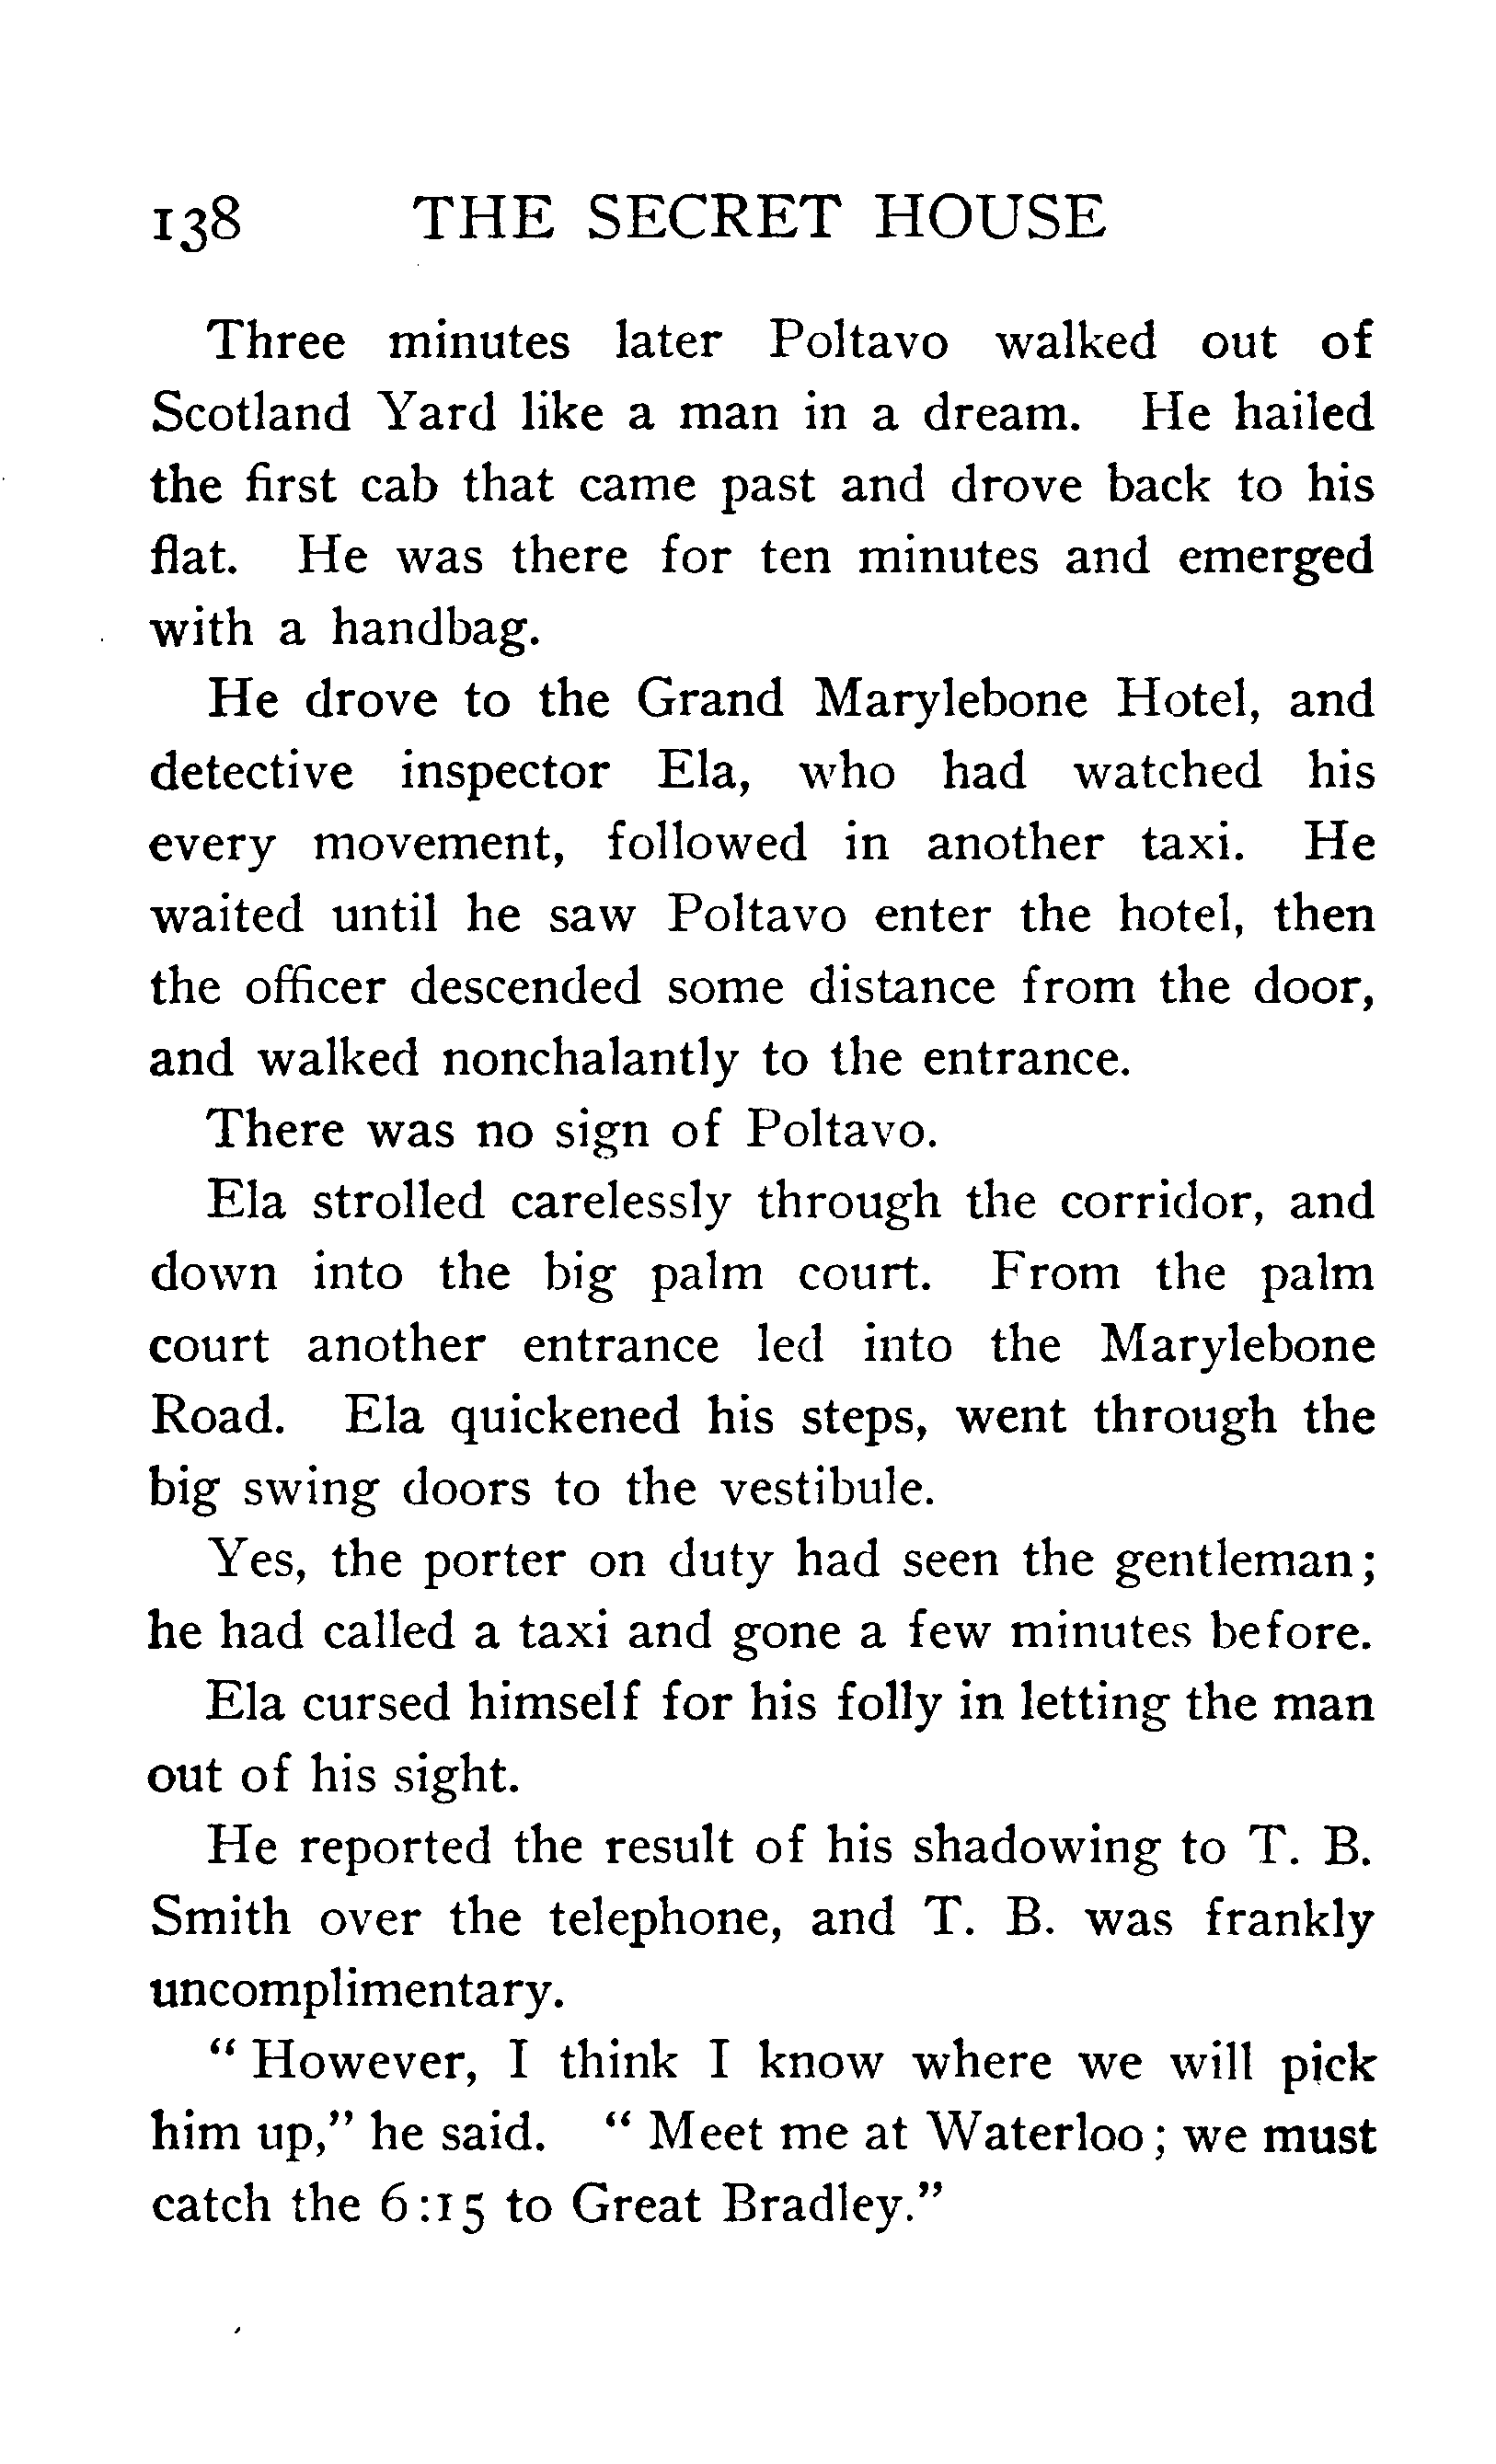 138 THE SECRET HOUSE
Three minutes later Poltavo walked out of
Scotland Yard like a man in a dream. He hailed
the first cab that came past and drove back to his
flat. He was there for ten minutes and emerged
with a handbag.
He drove to the Grand Marylebone Hotel, and
detective inspector Ela, who had watched his
every movement, followed in another taxi. He
waited until he saw Poltavo enter the hotel, then
the officer descended some distance from the door,
and walked nonchalantly to the entrance.
There was no sign of Poltavo.
Ela strolled carelessly through the corridor, and
down into the big palm court. From the palm
court another entrance led into the Marylebone
Road. Ela quickened his steps, went through the
big swing doors to the vestibule.
Yes, the porter on duty had seen the gentleman;
he had called a taxi and gone a few minutes before.
Ela cursed himself for his folly in letting the man
out of his sight.
He reported the result of his shadowing to T. B.
Smith over the telephone, and T. B. was frankly
uncomplimentary.
“ However, I think I know where we will pick
him up,” he said. “ Meet me at Waterloo; we must
catch the 6:15 to Great Bradley.”